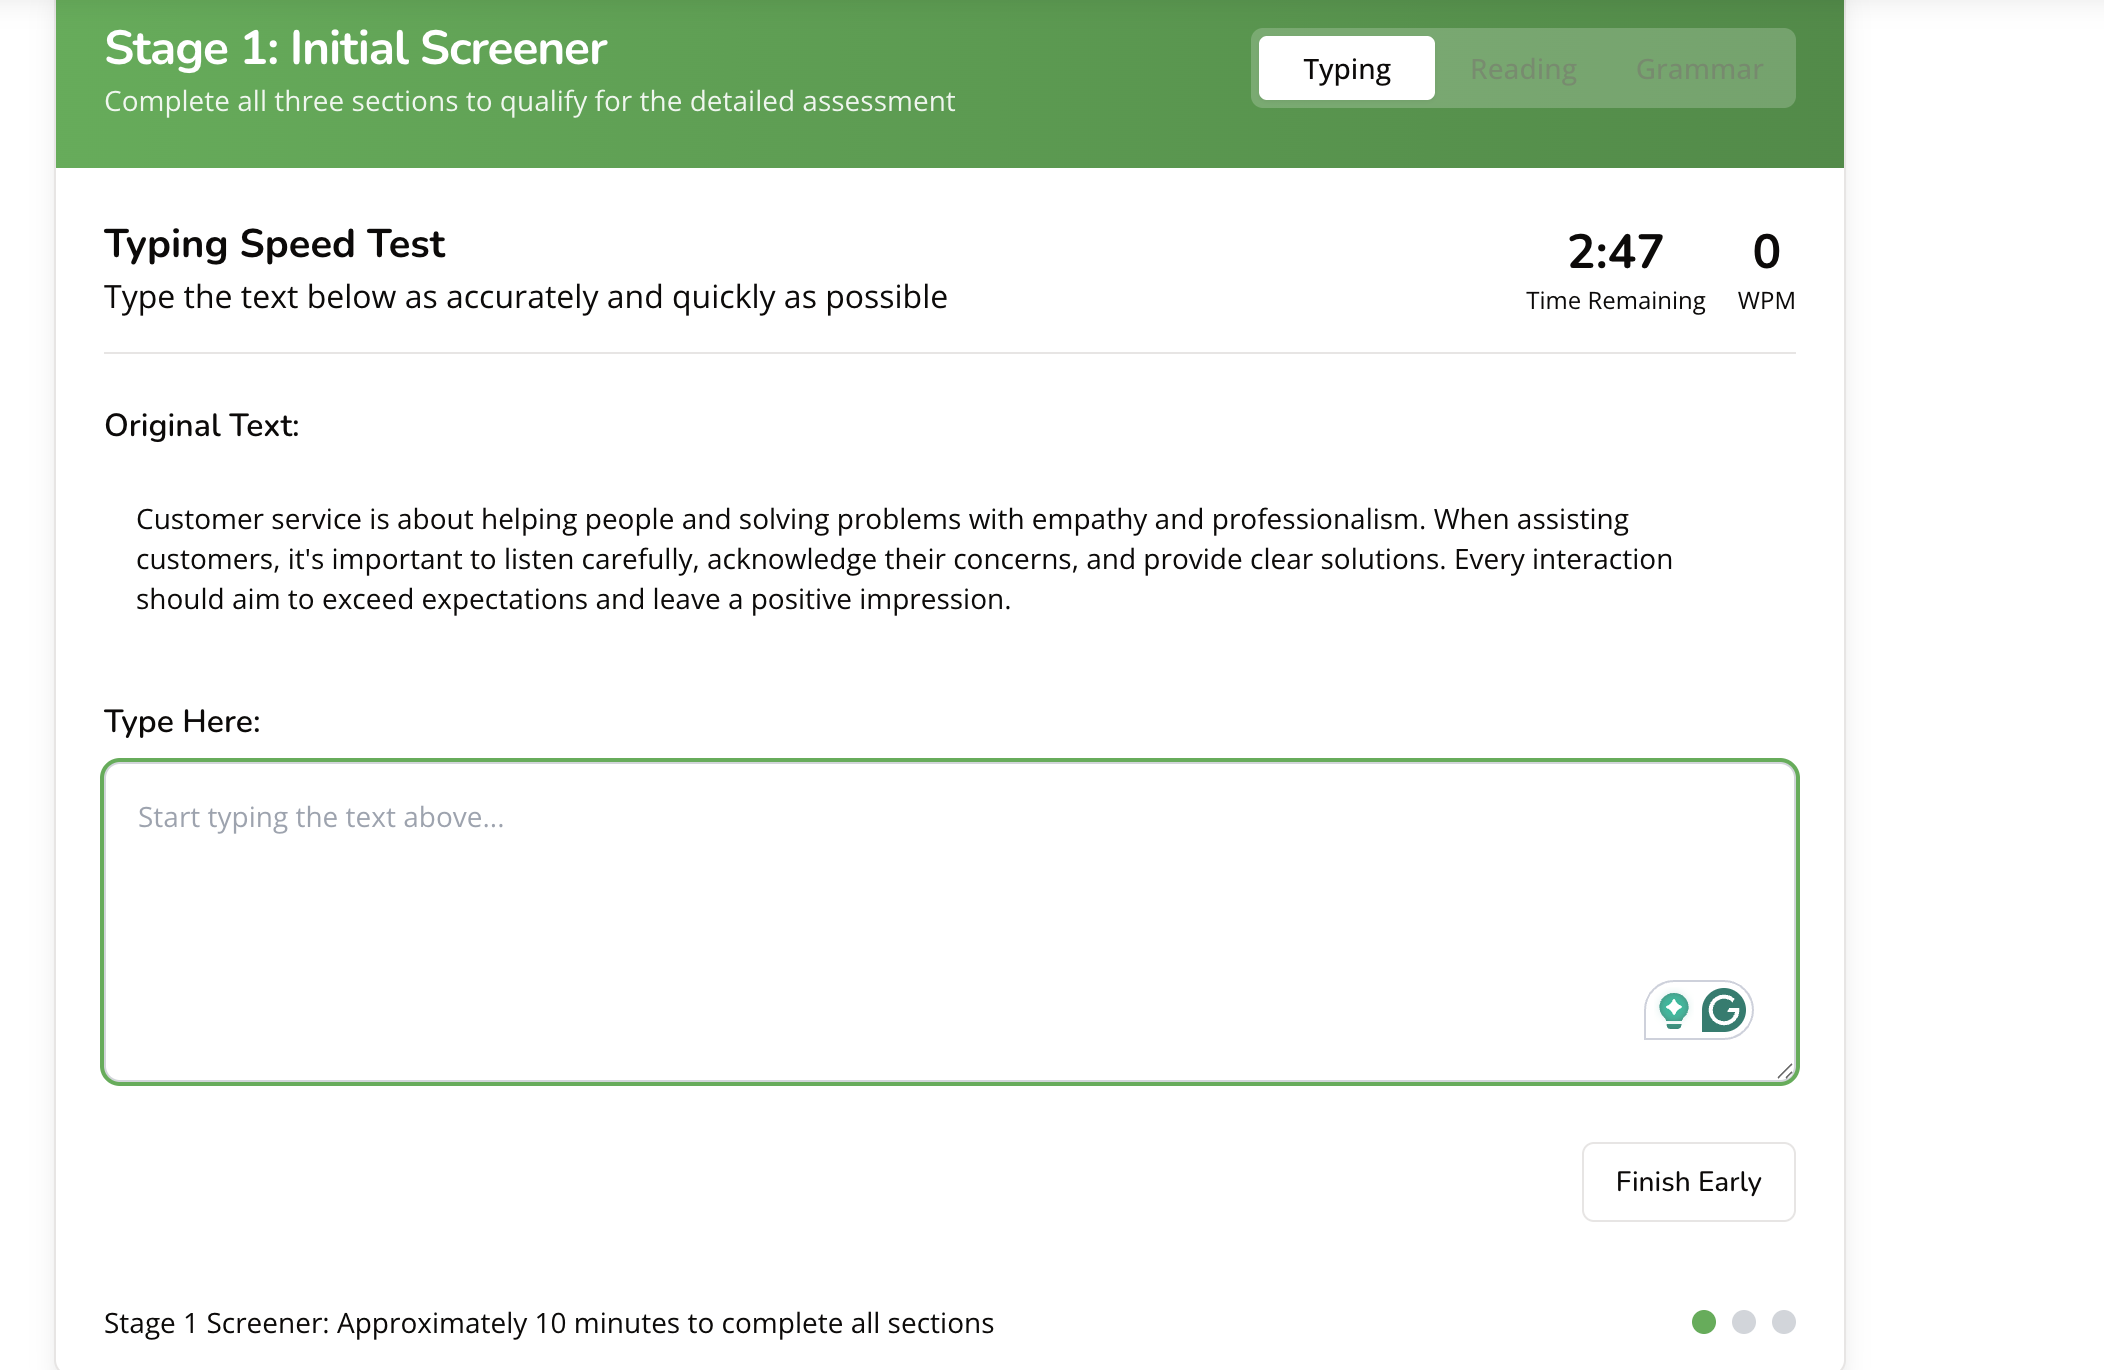 Stage 1: Initial Screener
Complete all three sections to qualify for the detailed assessment
Typing
Reading
Grammar
Typing Speed Test
Type the text below as accurately and quickly as possible
2:47
Time Remaining
0
WPM
Original Text:
Customer service is about helping people and solving problems with empathy and professionalism. When assisting
customers, it's important to listen carefully, acknowledge their concerns, and provide clear solutions. Every interaction
should aim to exceed expectations and leave a positive impression.
Type Here:
Start typing the text above...
Finish Early
Stage 1 Screener: Approximately 10 minutes to complete all sections